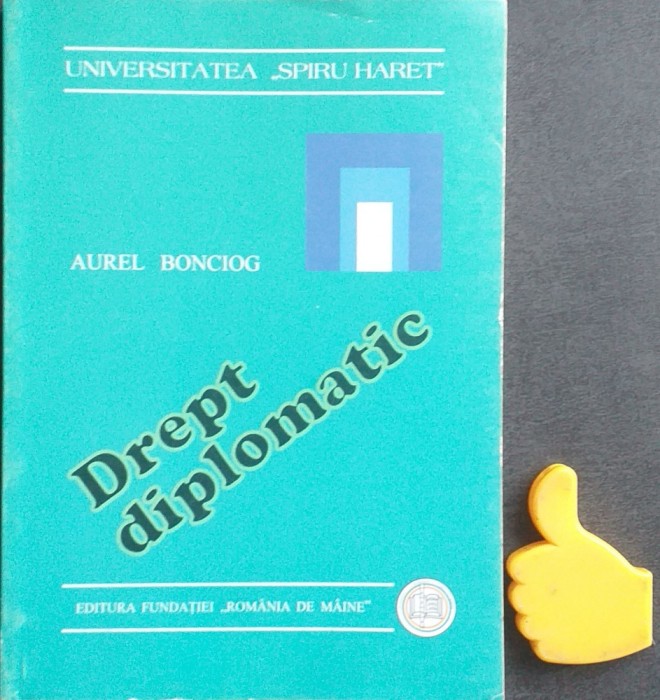 UNIVERSITATEA „SPIRU HARET”
AUREL BONCIOG
Drept
diplomatic
EDITURA FUNDAȚIEI „ROMÂNIA DE MÂINE”